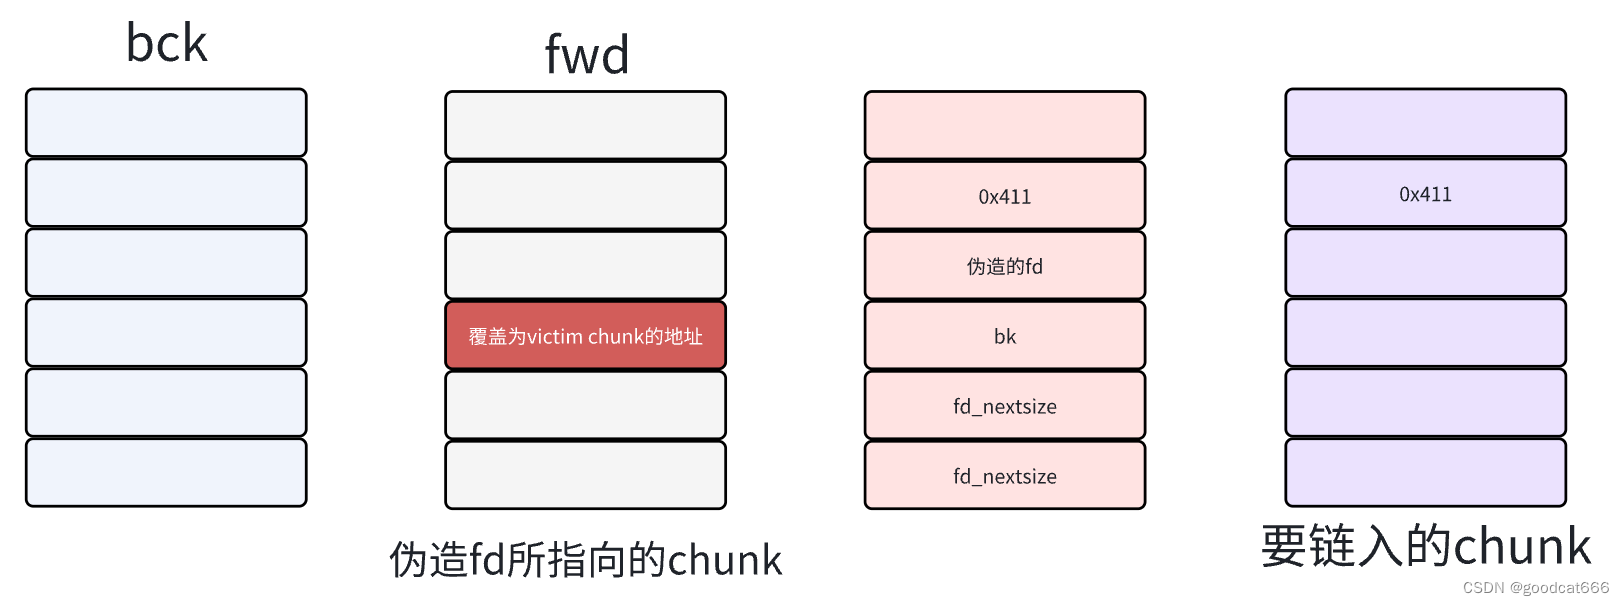 bck
fwd
0x411
0x411
伪造的fd
覆盖为victim chunk的地址
bk
fd_nextsize
fd_nextsize
伪造fd所指向的chunk
要链入的chunk
CSDN @goodcat666